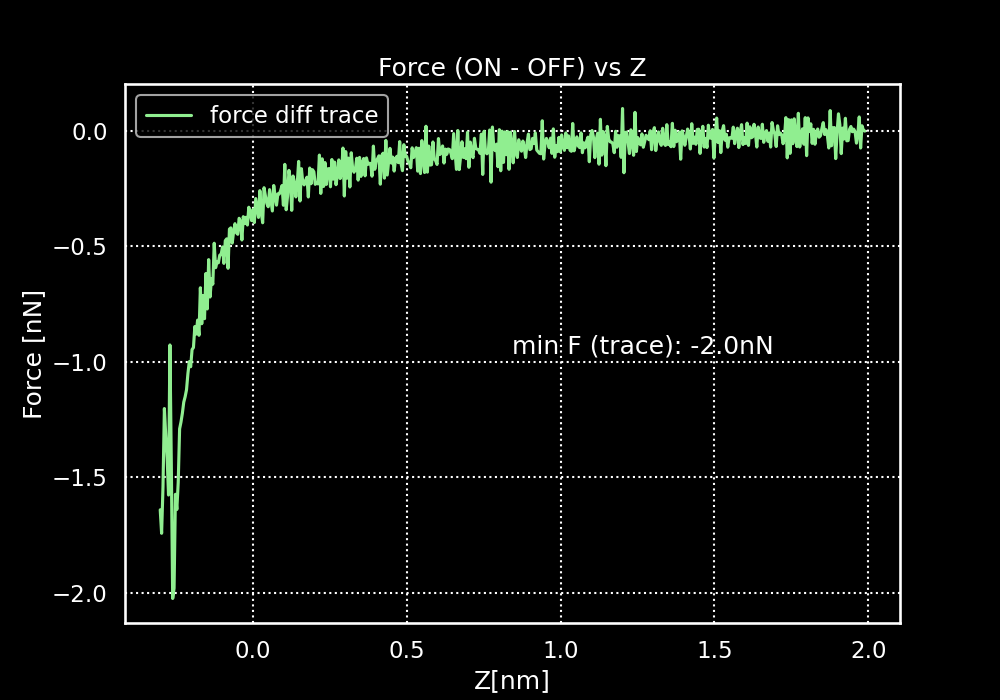 Force (ON - OFF) vs Z
force diff trace
0.0
−0.5
−1.0
−1.5
−2.0
Force [nN]
min F (trace): -2.0nN
0.0 0.5 1.0 1.5 2.0
Z[nm]